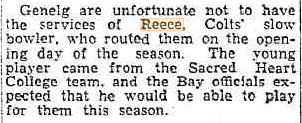 Genelg are unfortunate not to have
the services of Reece, Colts' slow
bowler, who routed them on the open-
ing day of the season. The young
player came from the Sacred Heart
College team, and the Bay officials ex-
pected that he would be able to play
for them this season.